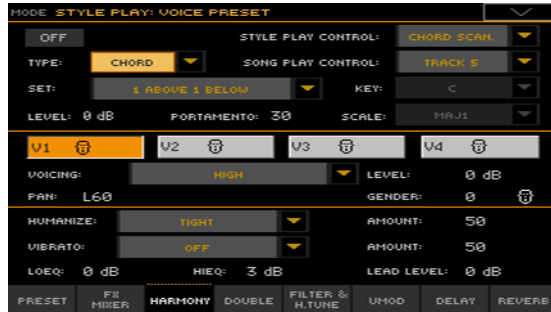 MODE STYLE PLAY: VOICE PRESET
OFF STYLE PLAY CONTROL: CHORD SCAN.
TYPE: CHORD SONG PLAY CONTROL: TRACK 5
SET: 1 ABOVE 1 BELOW KEY: C
LEVEL: 0 dB PORTAMENTO: 30 SCALE: MAJ1
V1 V2 V3 V4
VOICING: HIGH LEVEL: 0 dB
PAN: L60 GENDER: 0
HUMANIZE: TIGHT AMOUNT: 50
VIBRATO: OFF AMOUNT: 50
LOEQ: 0 dB HIEQ: 3 dB LEAD LEVEL: 0 dB
PRESET FX MIXER HARMONY DOUBLE FILTER & H.TUNE UMOD DELAY REVERB